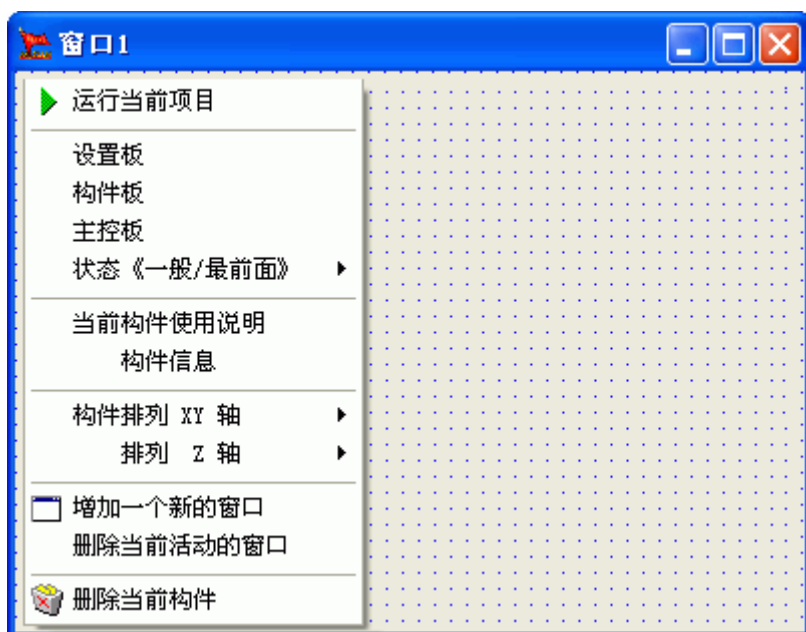 窗口1
运行当前项目
设置板
构件板
主控板
状态《一般/最前面》
当前构件使用说明
构件信息
构件排列 XY 轴
排列 Z 轴
增加一个新的窗口
删除当前活动的窗口
删除当前构件